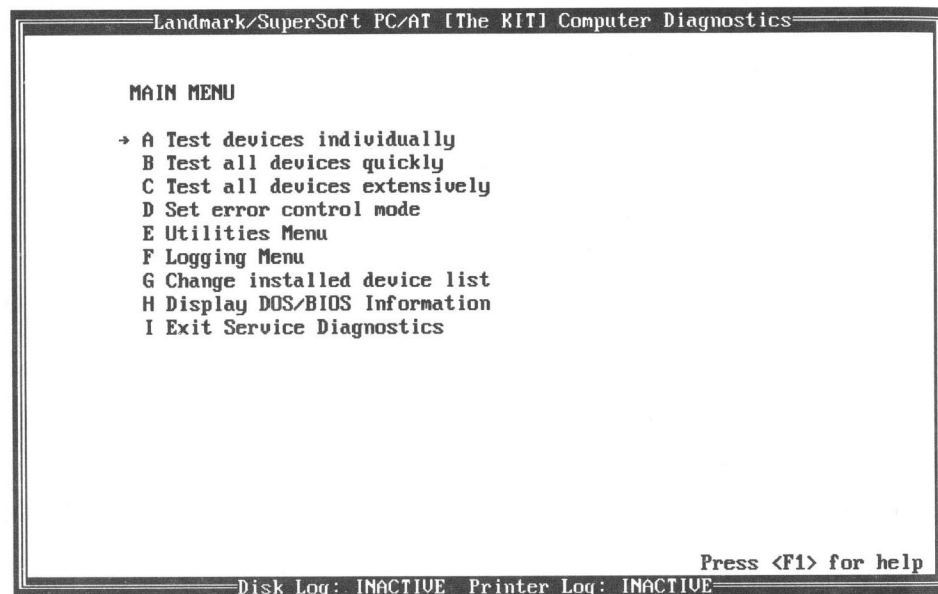 Landmark/SuperSoft PC/AT [The KIT] Computer Diagnostics
MAIN MENU
→ A Test devices individually
B Test all devices quickly
C Test all devices extensively
D Set error control mode
E Utilities Menu
F Logging Menu
G Change installed device list
H Display DOS/BIOS Information
I Exit Service Diagnostics
Press <F1> for help
Disk Log: INACTIVE Printer Log: INACTIVE